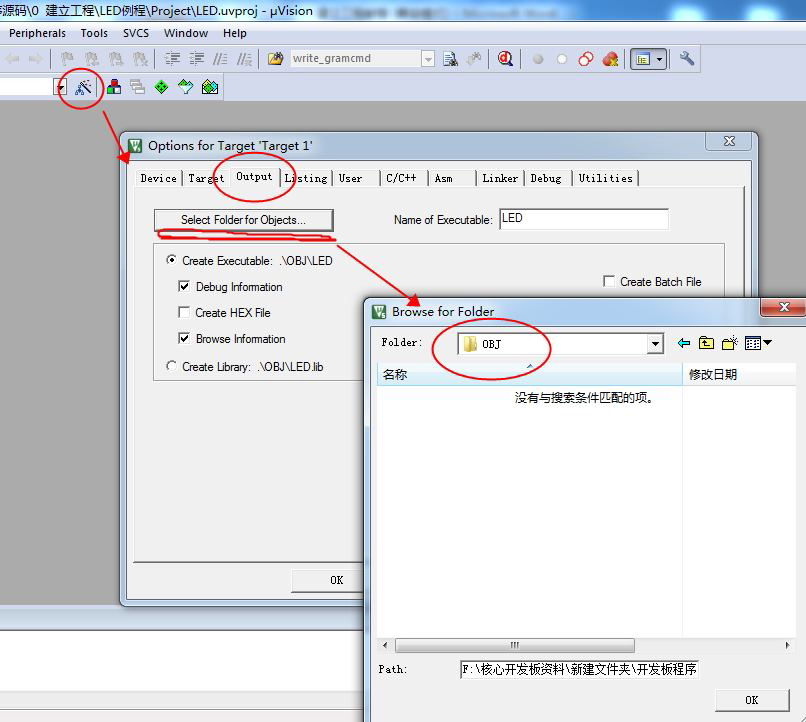 源码\0 建立工程\LED例程\Project\LED.uvproj - µVision
Peripherals Tools SVCS Window Help
write_gramcmd
Options for Target 'Target 1'
Device Target Output Listing User C/C++ Asm Linker Debug Utilities
Select Folder for Objects... Name of Executable: LED
Create Executable: .\OBJ\LED
Debug Information Create Batch File
Create HEX File
Browse Information
Create Library: .\OBJ\LED.lib
OK
Browse for Folder
Folder: OBJ
名称 修改日期
没有与搜索条件匹配的项。
Path: F:\核心开发板资料\新建文件夹\开发板程序
OK